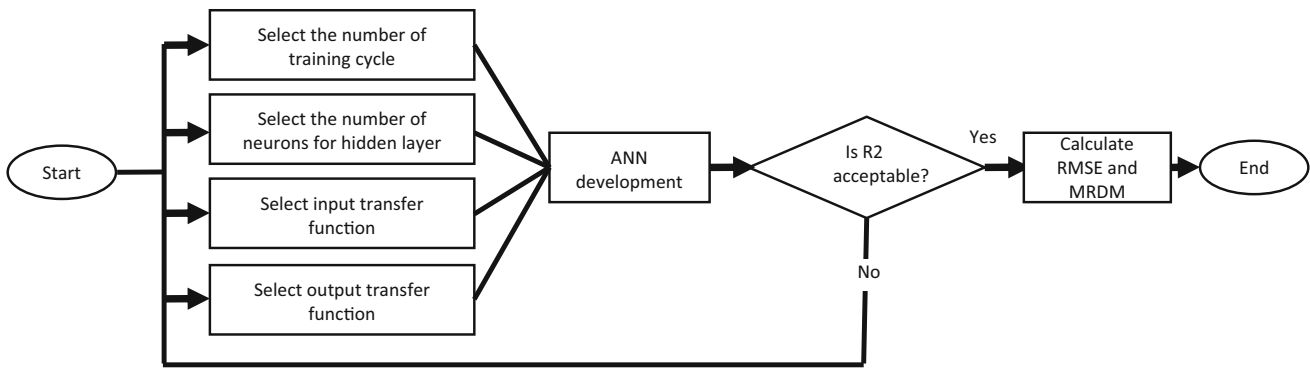 Start
Select the number of
training cycle
Select the number of
neurons for hidden layer
Select input transfer
function
Select output transfer
function
ANN
development
Is R2
acceptable?
Yes
No
Calculate
RMSE and
MRDM
End